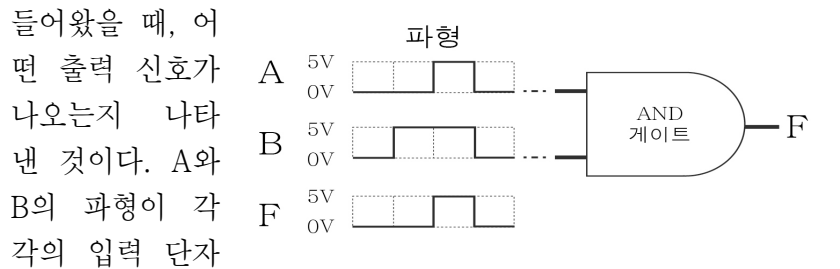 들어왔을 때, 어
떤 출력 신호가
나오는지 나타
낸 것이다. A와
B의 파형이 각
각의 입력 단자
파형
A 5V
0V
B 5V
0V
F 5V
0V
AND
게이트
F